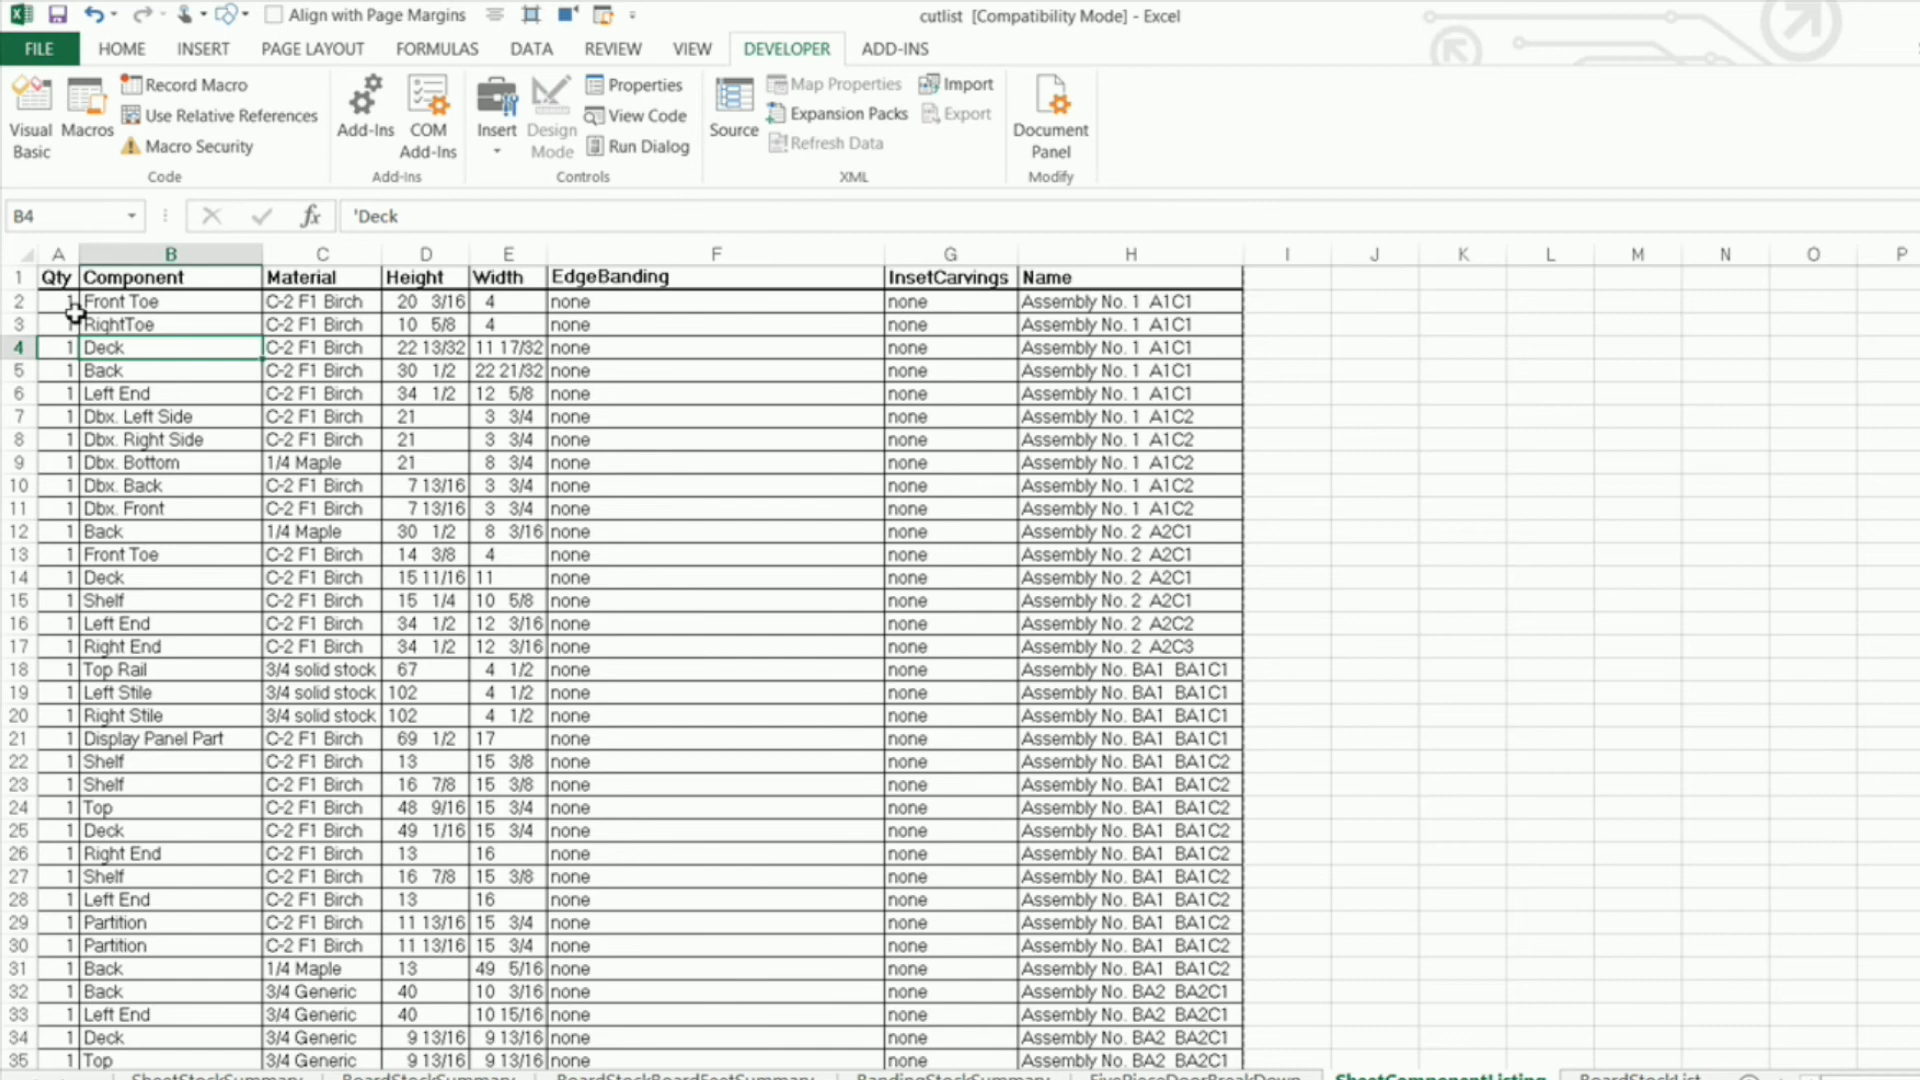 Align with Page Margins
cutlist [Compatibility Mode] - Excel
FILE HOME INSERT PAGE LAYOUT FORMULAS DATA REVIEW VIEW DEVELOPER ADD-INS
Record Macro Properties Map Properties Import
Use Relative References View Code Expansion Packs Export
Visual Basic Macros Add-Ins COM Add-Ins Insert Design Mode Source Document Panel
Macro Security Run Dialog Refresh Data
Code Add-Ins Controls XML Modify
B4 fx 'Deck
A B C D E F G H I J K L M N O P
1 Qty Component Material Height Width EdgeBanding InsetCarvings Name
2 1 Front Toe C-2 F1 Birch 20 3/16 4 none none Assembly No. 1 A1C1
3 1 RightToe C-2 F1 Birch 10 5/8 4 none none Assembly No. 1 A1C1
4 1 Deck C-2 F1 Birch 22 13/32 11 17/32 none none Assembly No. 1 A1C1
5 1 Back C-2 F1 Birch 30 1/2 22 21/32 none none Assembly No. 1 A1C1
6 1 Left End C-2 F1 Birch 34 1/2 12 5/8 none none Assembly No. 1 A1C1
7 1 Dbx. Left Side C-2 F1 Birch 21 3 3/4 none none Assembly No. 1 A1C2
8 1 Dbx. Right Side C-2 F1 Birch 21 3 3/4 none none Assembly No. 1 A1C2
9 1 Dbx. Bottom 1/4 Maple 21 8 3/4 none none Assembly No. 1 A1C2
10 1 Dbx. Back C-2 F1 Birch 7 13/16 3 3/4 none none Assembly No. 1 A1C2
11 1 Dbx. Front C-2 F1 Birch 7 13/16 3 3/4 none none Assembly No. 1 A1C2
12 1 Back 1/4 Maple 30 1/2 8 3/16 none none Assembly No. 2 A2C1
13 1 Front Toe C-2 F1 Birch 14 3/8 4 none none Assembly No. 2 A2C1
14 1 Deck C-2 F1 Birch 15 11/16 11 none none Assembly No. 2 A2C1
15 1 Shelf C-2 F1 Birch 15 1/4 10 5/8 none none Assembly No. 2 A2C1
16 1 Left End C-2 F1 Birch 34 1/2 12 3/16 none none Assembly No. 2 A2C2
17 1 Right End C-2 F1 Birch 34 1/2 12 3/16 none none Assembly No. 2 A2C3
18 1 Top Rail 3/4 solid stock 67 4 1/2 none none Assembly No. BA1 BA1C1
19 1 Left Stile 3/4 solid stock 102 4 1/2 none none Assembly No. BA1 BA1C1
20 1 Right Stile 3/4 solid stock 102 4 1/2 none none Assembly No. BA1 BA1C1
21 1 Display Panel Part C-2 F1 Birch 69 1/2 17 none none Assembly No. BA1 BA1C1
22 1 Shelf C-2 F1 Birch 13 15 3/8 none none Assembly No. BA1 BA1C2
23 1 Shelf C-2 F1 Birch 16 7/8 15 3/8 none none Assembly No. BA1 BA1C2
24 1 Top C-2 F1 Birch 48 9/16 15 3/4 none none Assembly No. BA1 BA1C2
25 1 Deck C-2 F1 Birch 49 1/16 15 3/4 none none Assembly No. BA1 BA1C2
26 1 Right End C-2 F1 Birch 13 16 none none Assembly No. BA1 BA1C2
27 1 Shelf C-2 F1 Birch 16 7/8 15 3/8 none none Assembly No. BA1 BA1C2
28 1 Left End C-2 F1 Birch 13 16 none none Assembly No. BA1 BA1C2
29 1 Partition C-2 F1 Birch 11 13/16 15 3/4 none none Assembly No. BA1 BA1C2
30 1 Partition C-2 F1 Birch 11 13/16 15 3/4 none none Assembly No. BA1 BA1C2
31 1 Back 1/4 Maple 13 49 5/16 none none Assembly No. BA1 BA1C2
32 1 Back 3/4 Generic 40 10 3/16 none none Assembly No. BA2 BA2C1
33 1 Left End 3/4 Generic 40 10 15/16 none none Assembly No. BA2 BA2C1
34 1 Deck 3/4 Generic 9 13/16 9 13/16 none none Assembly No. BA2 BA2C1
35 1 Top 3/4 Generic 9 13/16 9 13/16 none none Assembly No. BA2 BA2C1
SheetStockSummary BoardStockSummary BoardStockBoardFeetSummary BandingStockSummary FivePieceDoorBreakDown SheetComponentListing BoardStockList